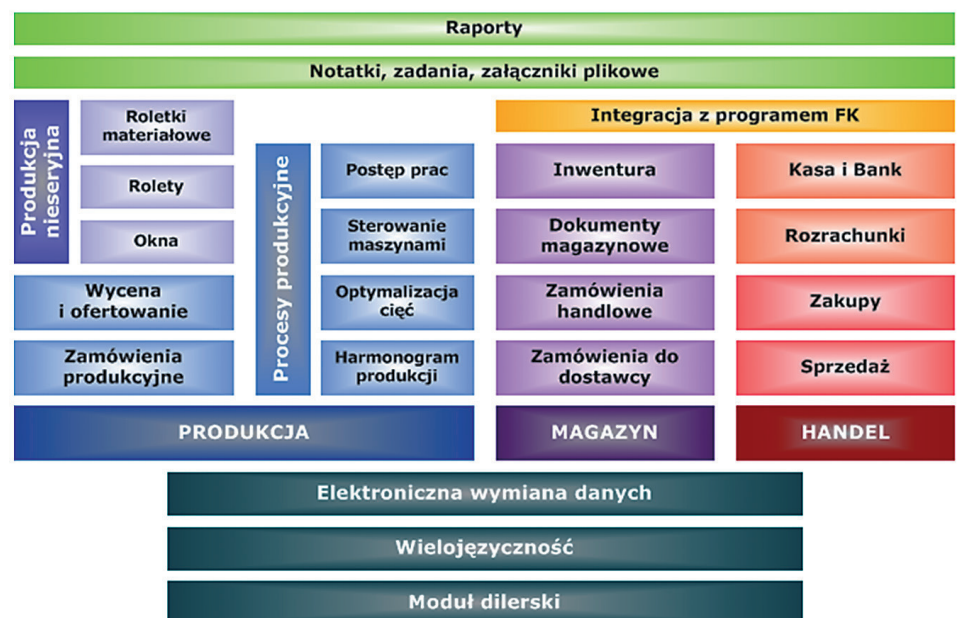 Raporty
Notatki, zadania, załączniki plikowe
Produkcja
nieseryjna
Roletki
materiałowe
Rolety
Okna
Wycena
i ofertowanie
Zamówienia
produkcyjne
Procesy produkcyjne
Postęp prac
Sterowanie
maszynami
Optymalizacja
cięć
Harmonogram
produkcji
PRODUKCJA
Integracja z programem FK
Inwentura
Dokumenty
magazynowe
Zamówienia
handlowe
Zamówienia do
dostawcy
MAGAZYN
Kasa i Bank
Rozrachunki
Zakupy
Sprzedaż
HANDEL
Elektroniczna wymiana danych
Wielojęzyczność
Moduł dilerski